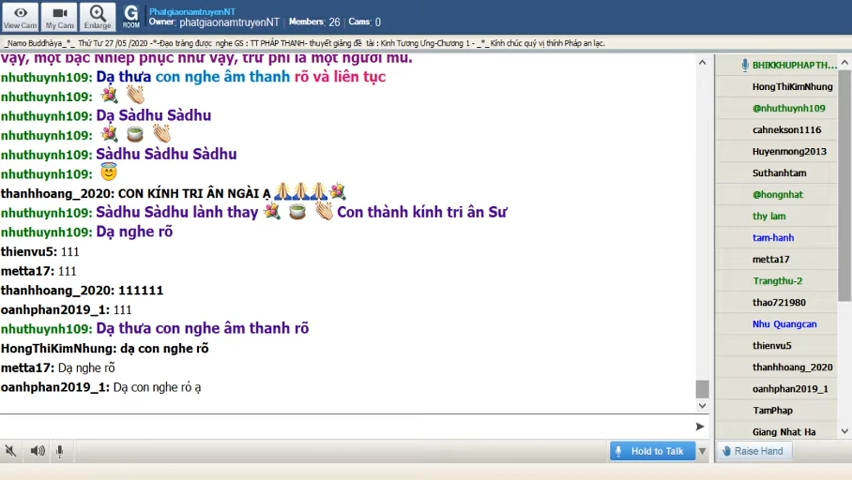 View Cam
My Cam
Enlarge
G
ROOM
PhatgiaonamtruyenNT
Owner: phatgiaonamtruyenNT
Members: 26
Cams: 0
_Namo Buddhàya_*_ Thứ Tư 27 /05 /2020 -*-Đạo tràng được nghe GS : TT PHÁP THANH- thuyết giảng đề tài : Kinh Tương Ưng-Chương 1 - _*_ Kính chúc quý vị thính Pháp an lạc.
vậy, một bậc Nhiếp phục như vậy, trừ phi là một người mù.
nhuthuynh109: Dạ thưa con nghe âm thanh rõ và liên tục
nhuthuynh109:
nhuthuynh109: Dạ Sàdhu Sàdhu
nhuthuynh109:
nhuthuynh109: Sàdhu Sàdhu Sàdhu
nhuthuynh109:
thanhhoang_2020: CON KÍNH TRI ÂN NGÀI Ạ
nhuthuynh109: Sàdhu Sàdhu lành thay Con thành kính tri ân Sư
nhuthuynh109: Dạ nghe rõ
thienvu5: 111
metta17: 111
thanhhoang_2020: 111111
oanhphan2019_1: 111
nhuthuynh109: Dạ thưa con nghe âm thanh rõ
HongThiKimNhung: dạ con nghe rõ
metta17: Dạ nghe rõ
oanhphan2019_1: Dạ con nghe rỏ ạ
BHIKKHUPHAPTH...
HongThiKimNhung
@nhuthuynh109
cahnekson1116
Huyenmong2013
Suthanhtam
@hongnhat
thy lam
tam-hanh
metta17
Trangthu-2
thao721980
Nhu Quangcan
thienvu5
thanhhoang_2020
oanhphan2019_1
TamPhap
Giang Nhat Ha
Hold to Talk
Raise Hand